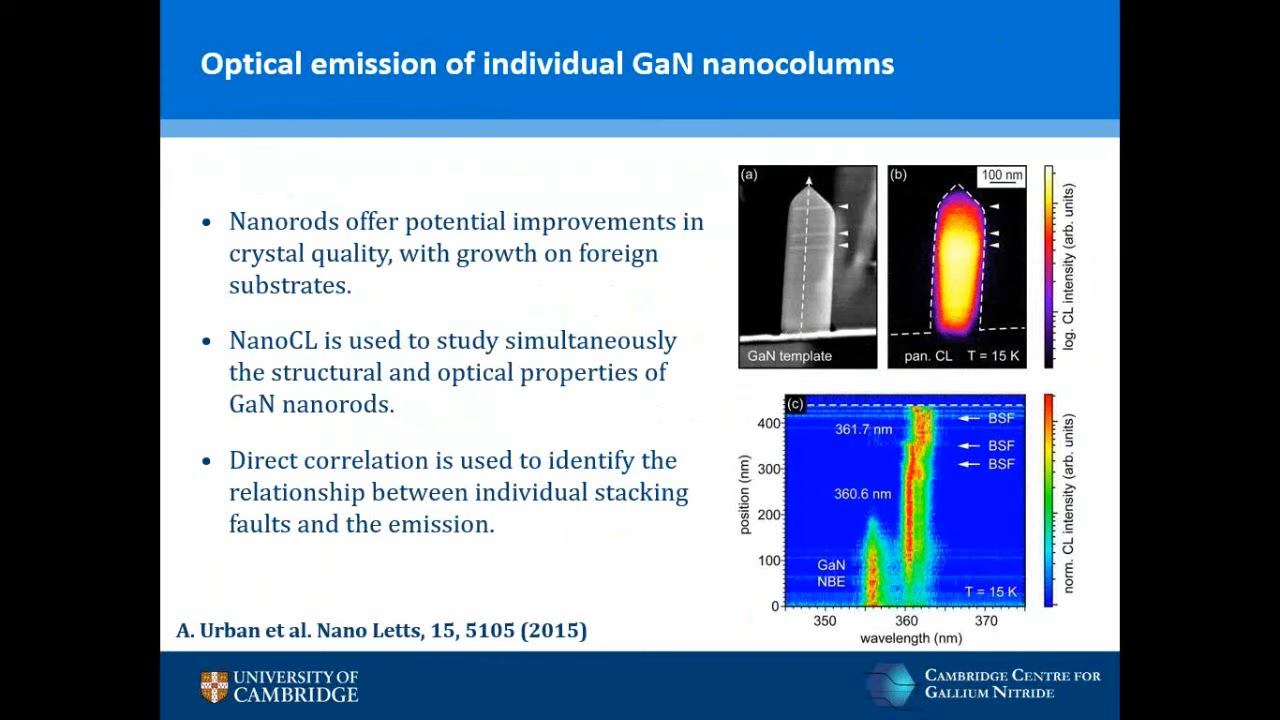 Optical emission of individual GaN nanocolumns
• Nanorods offer potential improvements in
crystal quality, with growth on foreign
substrates.
• NanoCL is used to study simultaneously
the structural and optical properties of
GaN nanorods.
• Direct correlation is used to identify the
relationship between individual stacking
faults and the emission.
A. Urban et al. Nano Letts, 15, 5105 (2015)
(a)
GaN template
(b)
100 nm
pan. CL T = 15 K
log. CL intensity (arb. units)
(c)
400
300
200
100
0
position (nm)
361.7 nm
360.6 nm
GaN
NBE
BSF
BSF
BSF
T = 15 K
350 360 370
wavelength (nm)
norm. CL intensity (arb. units)
UNIVERSITY OF
CAMBRIDGE
CAMBRIDGE CENTRE FOR
GALLIUM NITRIDE